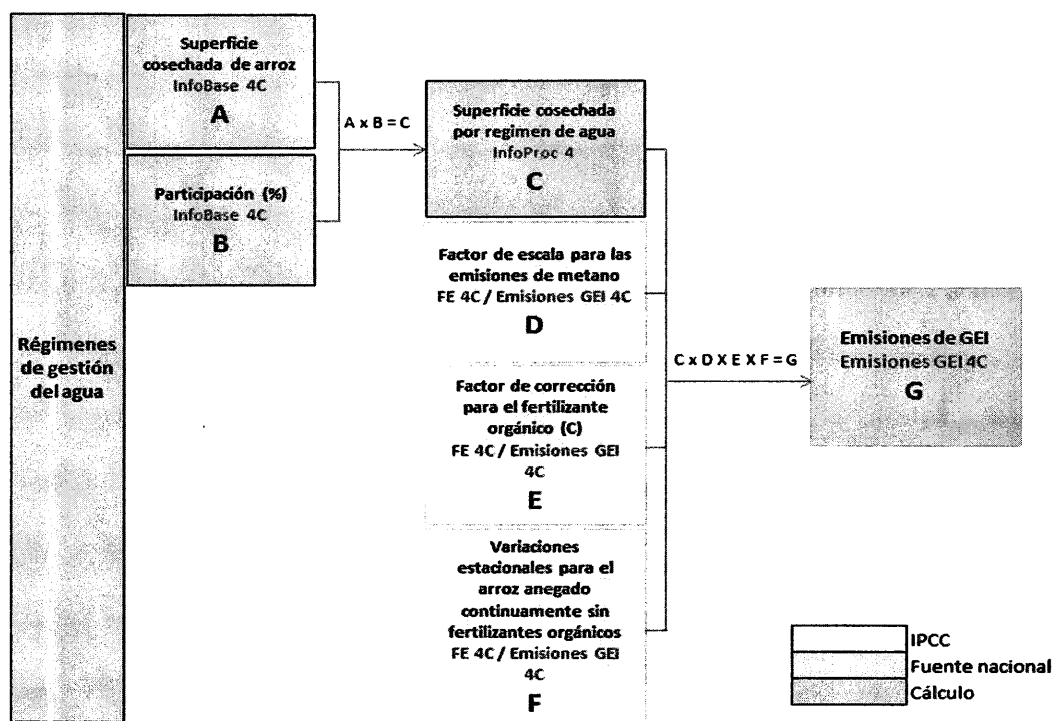 Superficie
cosechada de arroz
InfoBase 4C
A
Participación (%)
InfoBase 4C
B
Régimenes
de gestión
del agua
A x B = C
Superficie cosechada
por regimen de agua
InfoProc 4
C
Factor de escala para las
emisiones de metano
FE 4C / Emisiones GEI 4C
D
Factor de corrección
para el fertilizante
orgánico (C)
FE 4C / Emisiones GEI
4C
E
Variaciones
estacionales para el
arroz anegado
continuamente sin
fertilizantes orgánicos
FE 4C / Emisiones GEI
4C
F
C x D X E X F = G
Emisiones de GEI
Emisiones GEI 4C
G
IPCC
Fuente nacional
Cálculo